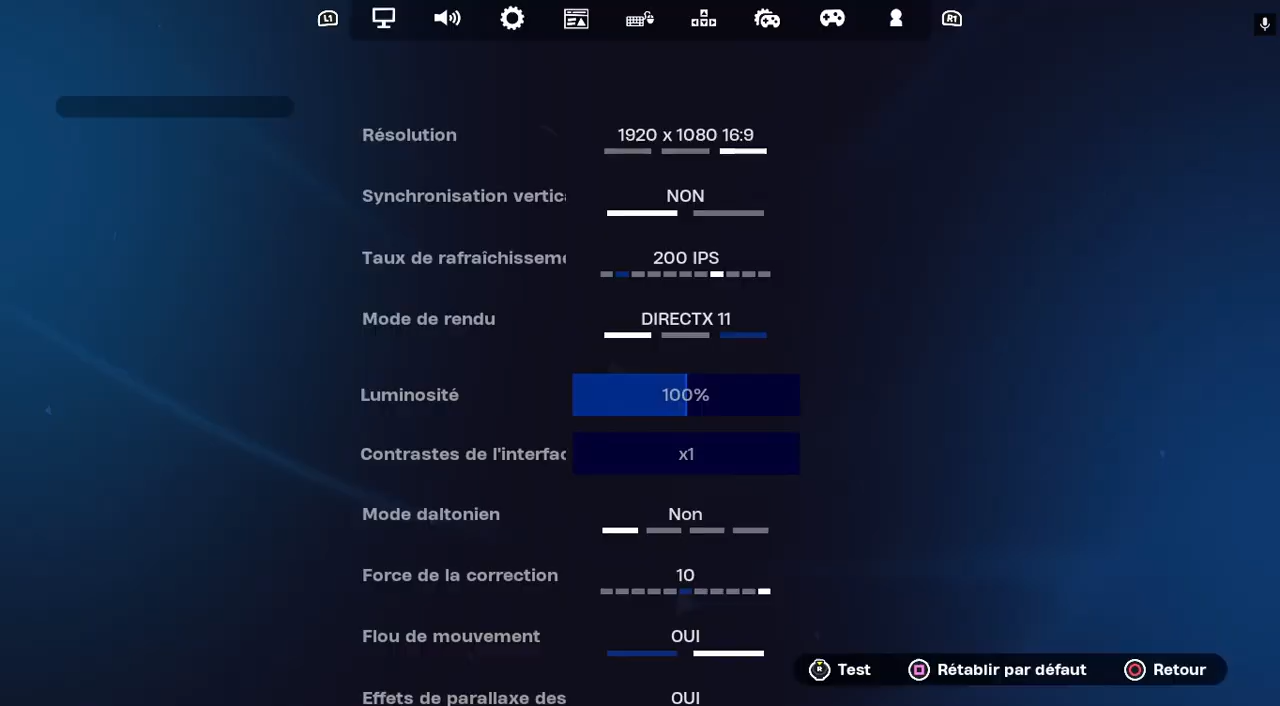 L1
R1
Résolution
1920 x 1080 16:9
Synchronisation vertic
NON
Taux de rafraîchisseme
200 IPS
Mode de rendu
DIRECTX 11
Luminosité
100%
Contrastes de l'interfac
x1
Mode daltonien
Non
Force de la correction
10
Flou de mouvement
OUI
R Test
Rétablir par défaut
Retour
Effets de parallaxe des
OUI